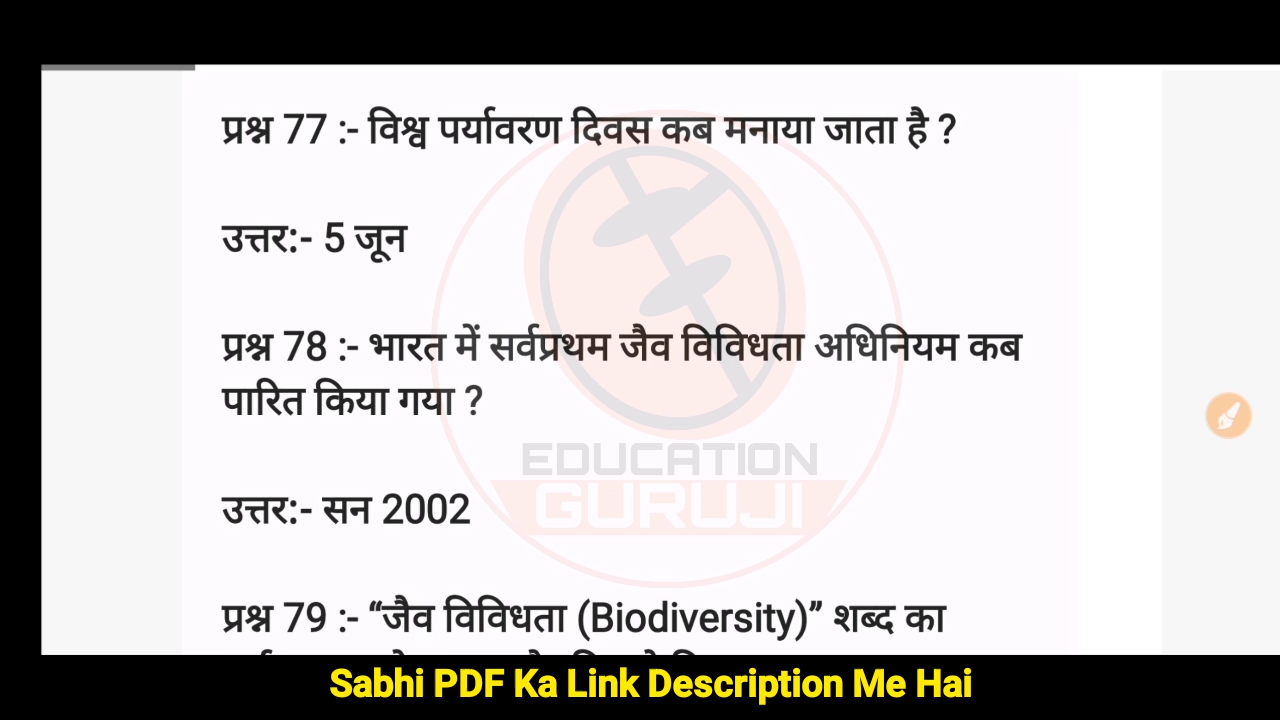 प्रश्न 77 :- विश्व पर्यावरण दिवस कब मनाया जाता है ?
उत्तर:- 5 जून
प्रश्न 78 :- भारत में सर्वप्रथम जैव विविधता अधिनियम कब
पारित किया गया ?
EDUCATION
GURUJI
उत्तर:- सन 2002
प्रश्न 79 :- “जैव विविधता (Biodiversity)” शब्द का
Sabhi PDF Ka Link Description Me Hai